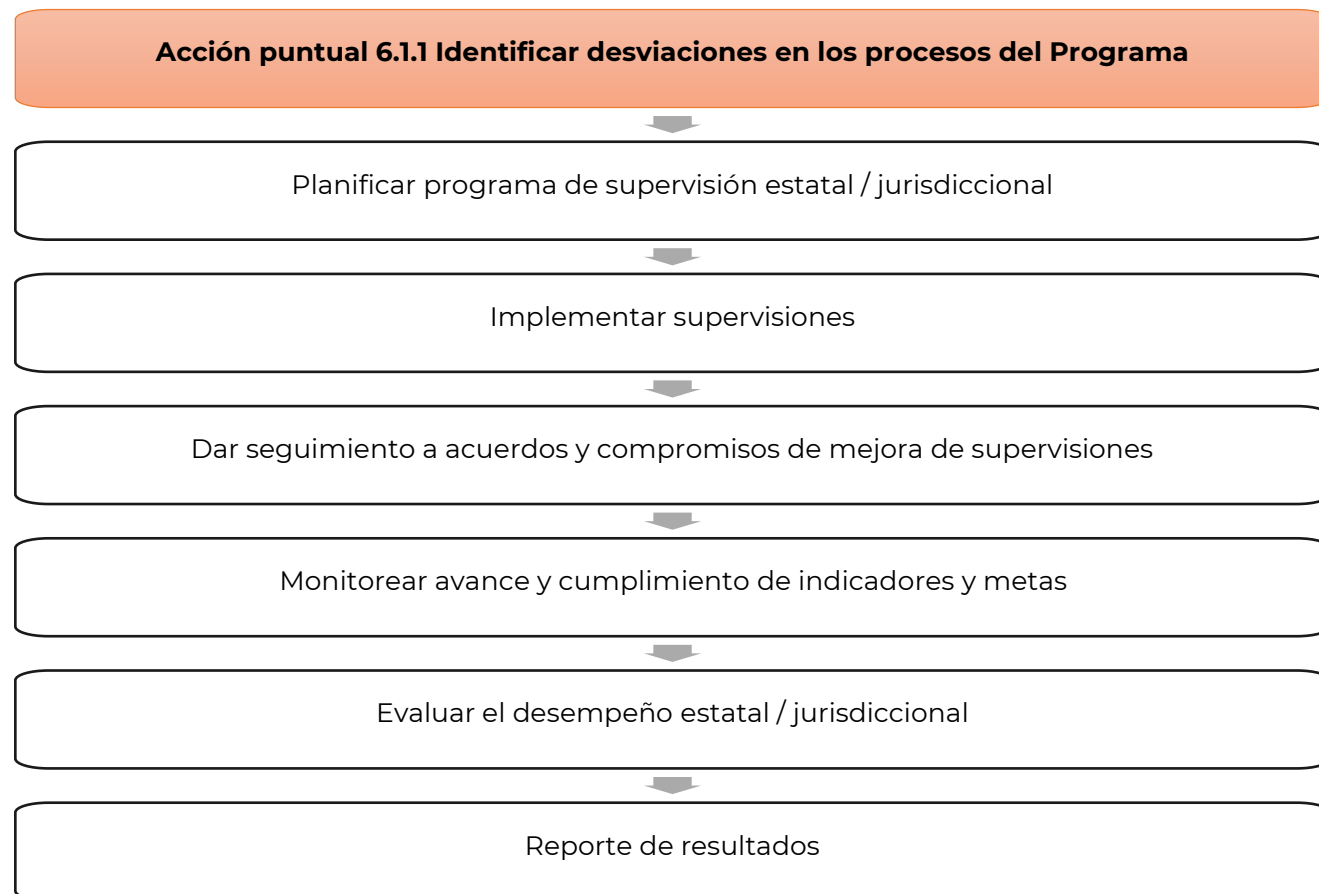 Acción puntual 6.1.1 Identificar desviaciones en los procesos del Programa
Planificar programa de supervisión estatal / jurisdiccional
Implementar supervisiones
Dar seguimiento a acuerdos y compromisos de mejora de supervisiones
Monitorear avance y cumplimiento de indicadores y metas
Evaluar el desempeño estatal / jurisdiccional
Reporte de resultados